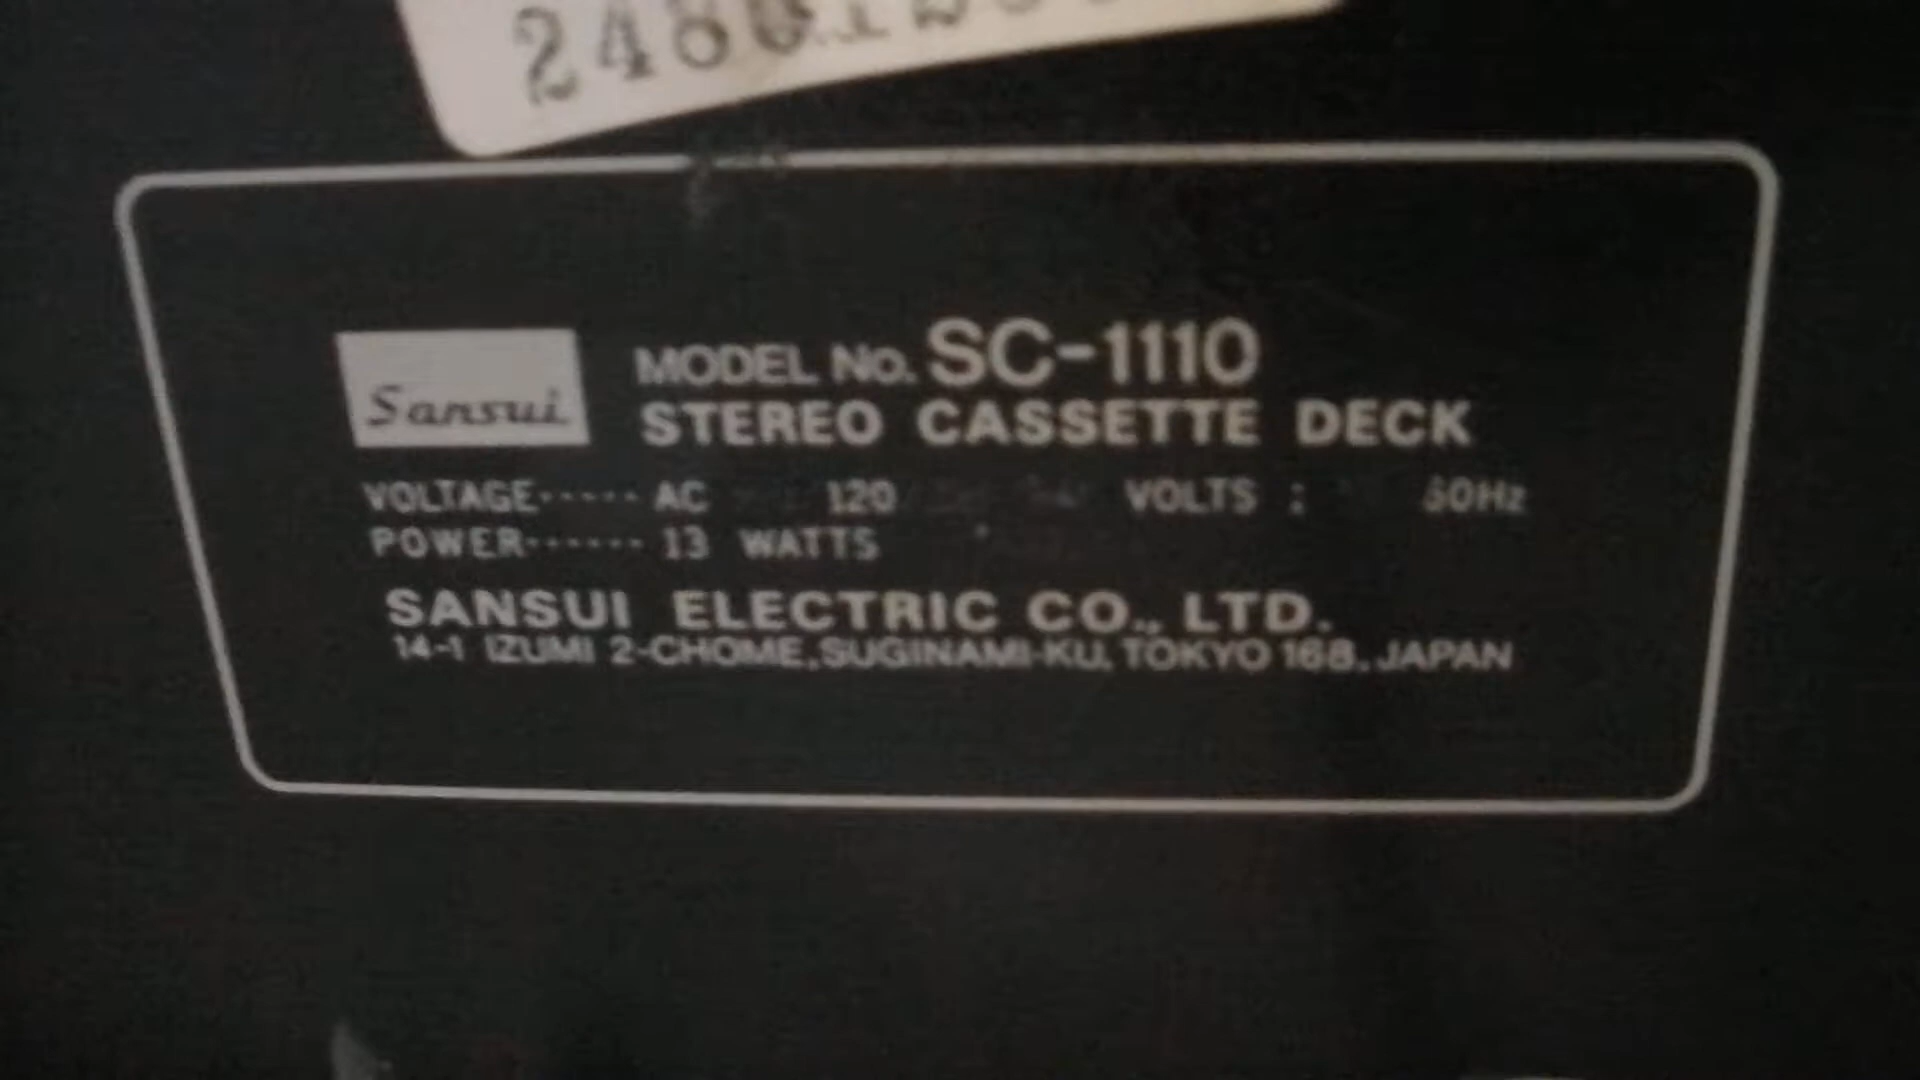 Sansui
MODEL No. SC-1110
STEREO CASSETTE DECK
VOLTAGE----- AC 120 VOLTS : 60Hz
POWER------ 13 WATTS
SANSUI ELECTRIC CO., LTD.
14-1 IZUMI 2-CHOME, SUGINAMI-KU, TOKYO 168, JAPAN